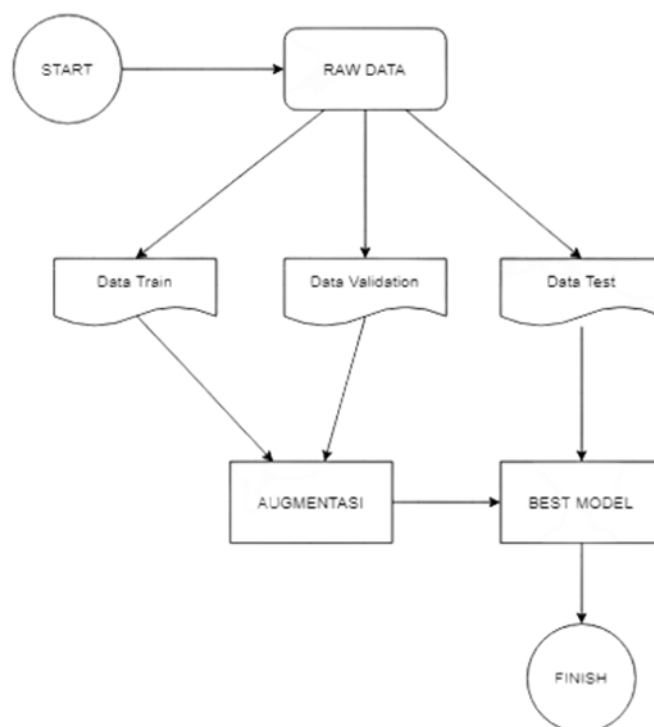 START
RAW DATA
Data Train
Data Validation
Data Test
AUGMENTASI
BEST MODEL
FINISH